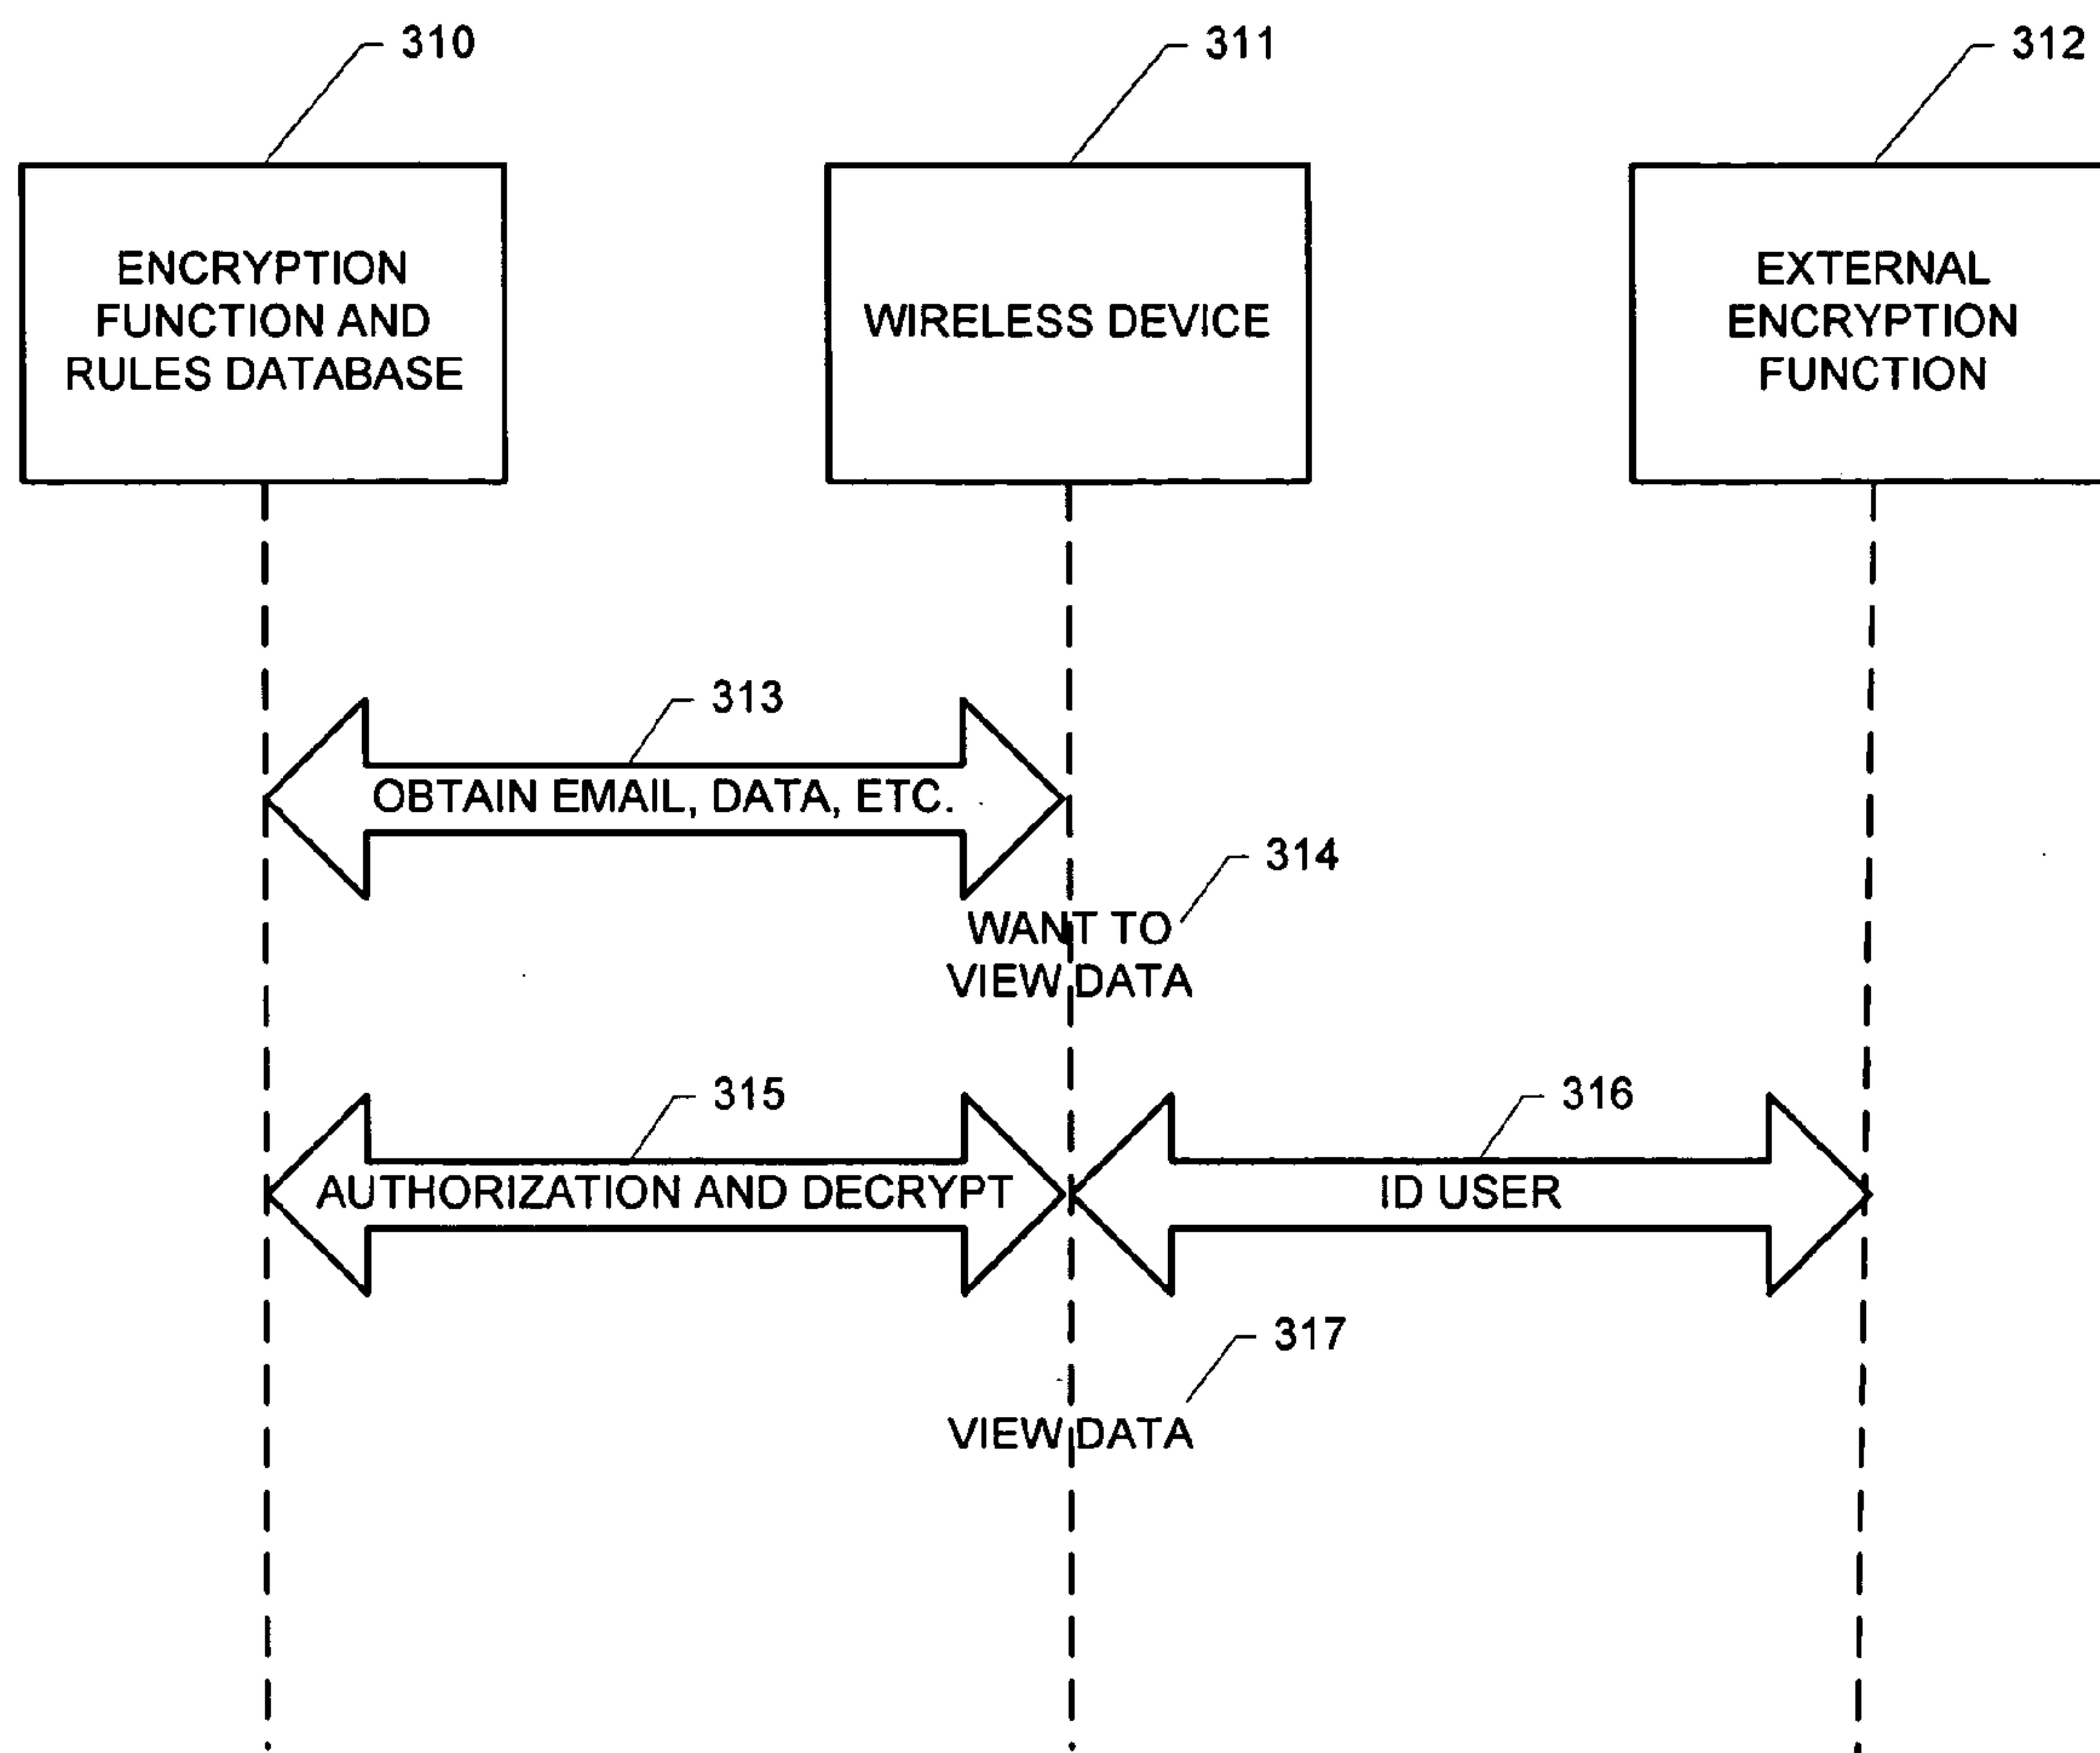 310
311
312
ENCRYPTION
FUNCTION AND
RULES DATABASE
WIRELESS DEVICE
EXTERNAL
ENCRYPTION
FUNCTION
313
OBTAIN EMAIL, DATA, ETC.
314
WANT TO
VIEW DATA
315
AUTHORIZATION AND DECRYPT
316
ID USER
317
VIEW DATA